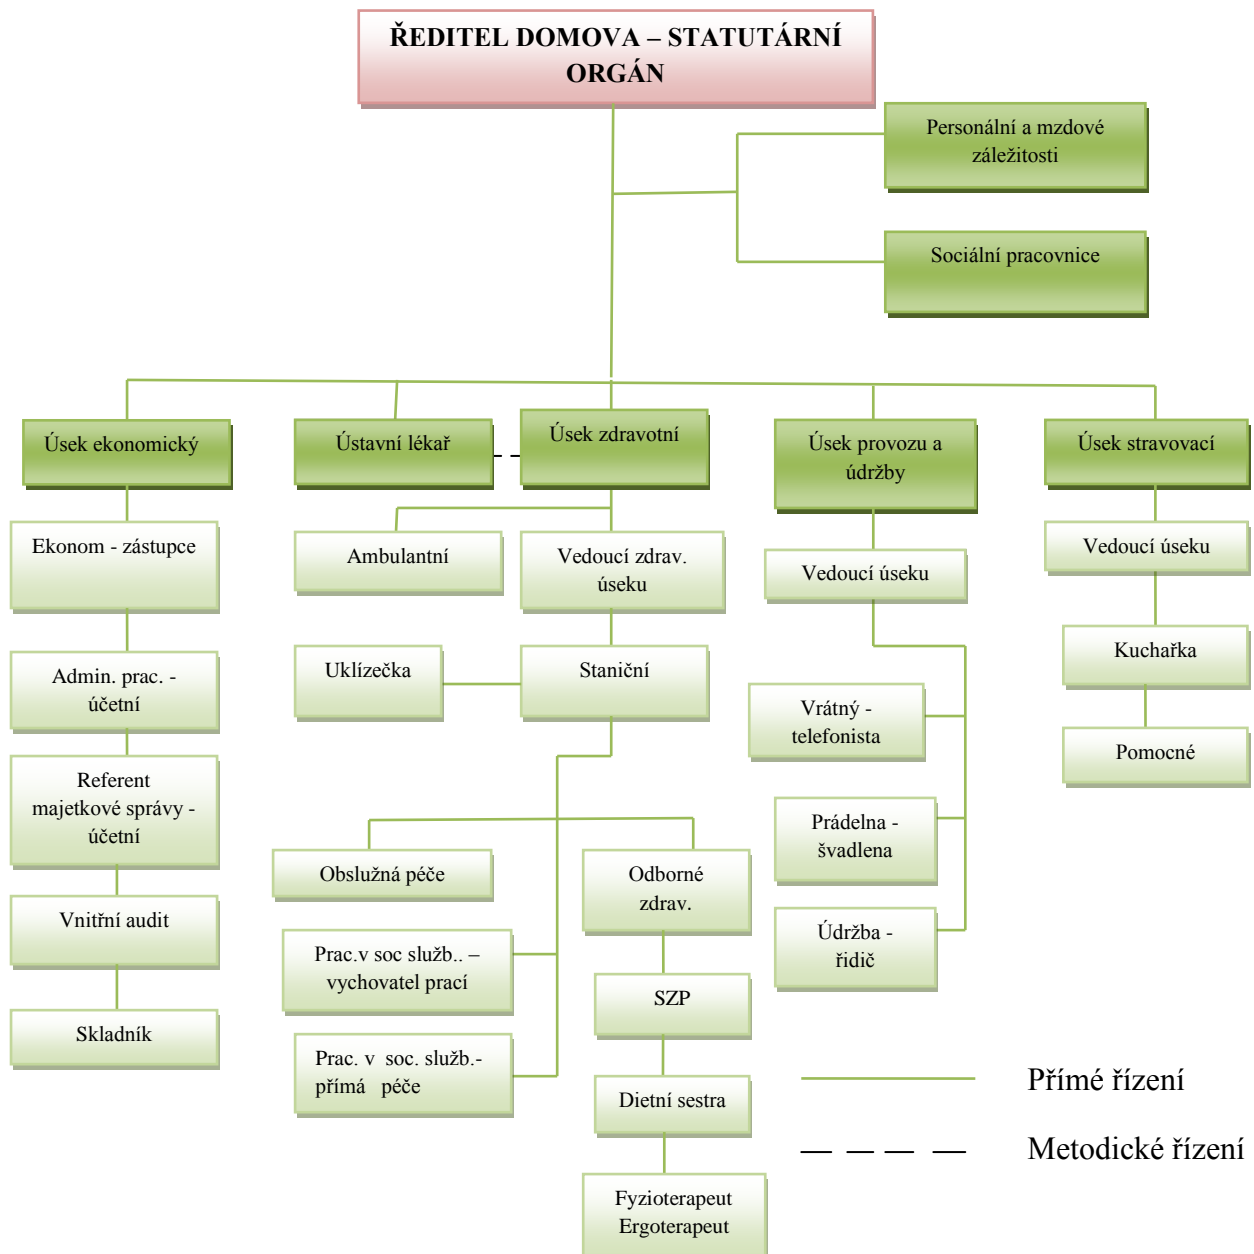 ŘEDITEL DOMOVA – STATUTÁRNÍ
ORGÁN
Personální a mzdové
záležitosti
Sociální pracovnice
Úsek ekonomický
Ústavní lékař
Úsek zdravotní
Úsek provozu a
údržby
Úsek stravovací
Ekonom - zástupce
Ambulantní
Vedoucí zdrav.
úseku
Vedoucí úseku
Vedoucí úseku
Admin. prac. -
účetní
Uklízečka
Staniční
Vrátný -
telefonista
Kuchařka
Pomocné
Referent
majetkové správy -
účetní
Prádelna -
švadlena
Obslužná péče
Odborné
zdrav.
Vnitřní audit
Údržba -
řidič
Prac.v soc služb.. –
vychovatel prací
SZP
Skladník
Prac. v soc. služb.-
přímá péče
Dietní sestra
Fyzioterapeut
Ergoterapeut
Přímé řízení
Metodické řízení